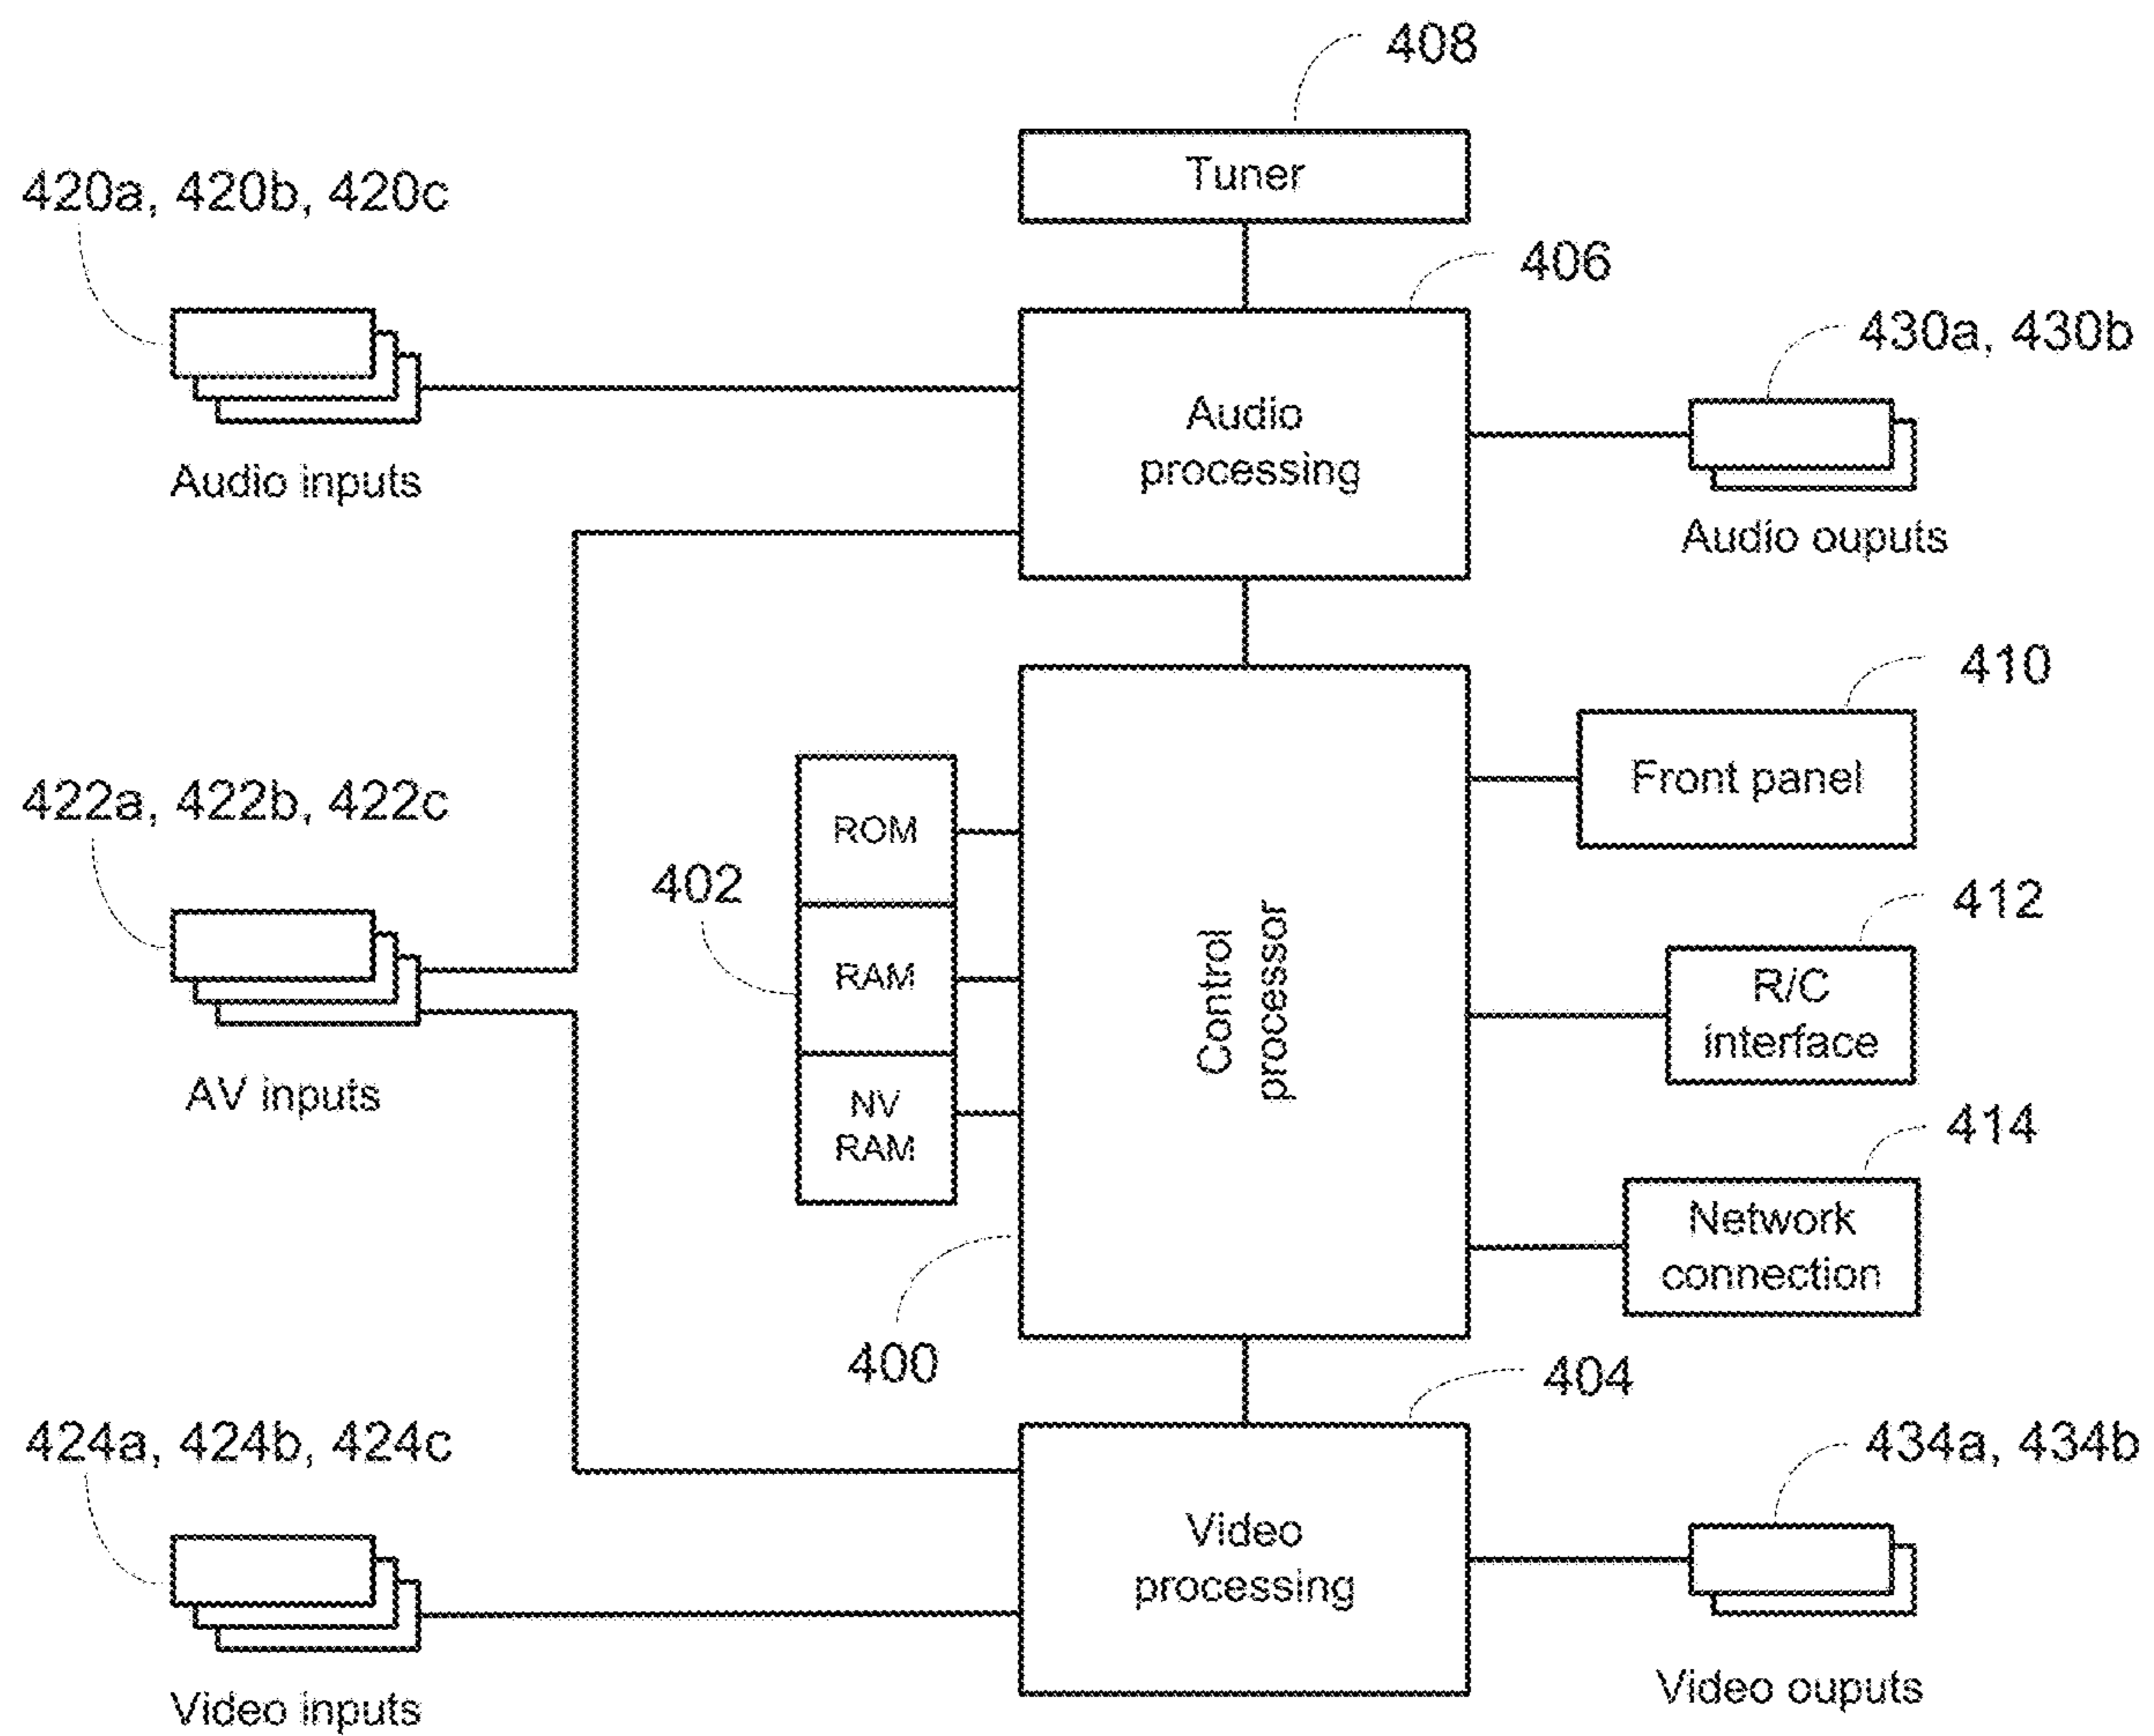 408
Tuner
420a, 420b, 420c
406
430a, 430b
Audio
processing
Audio inputs
Audio ouputs
410
Front panel
422a, 422b, 422c
ROM
402
412
Control
processor
RAM
R/C
interface
AV inputs
NV
RAM
414
Network
connection
400
404
424a, 424b, 424c
434a, 434b
Video
processing
Video inputs
Video ouputs